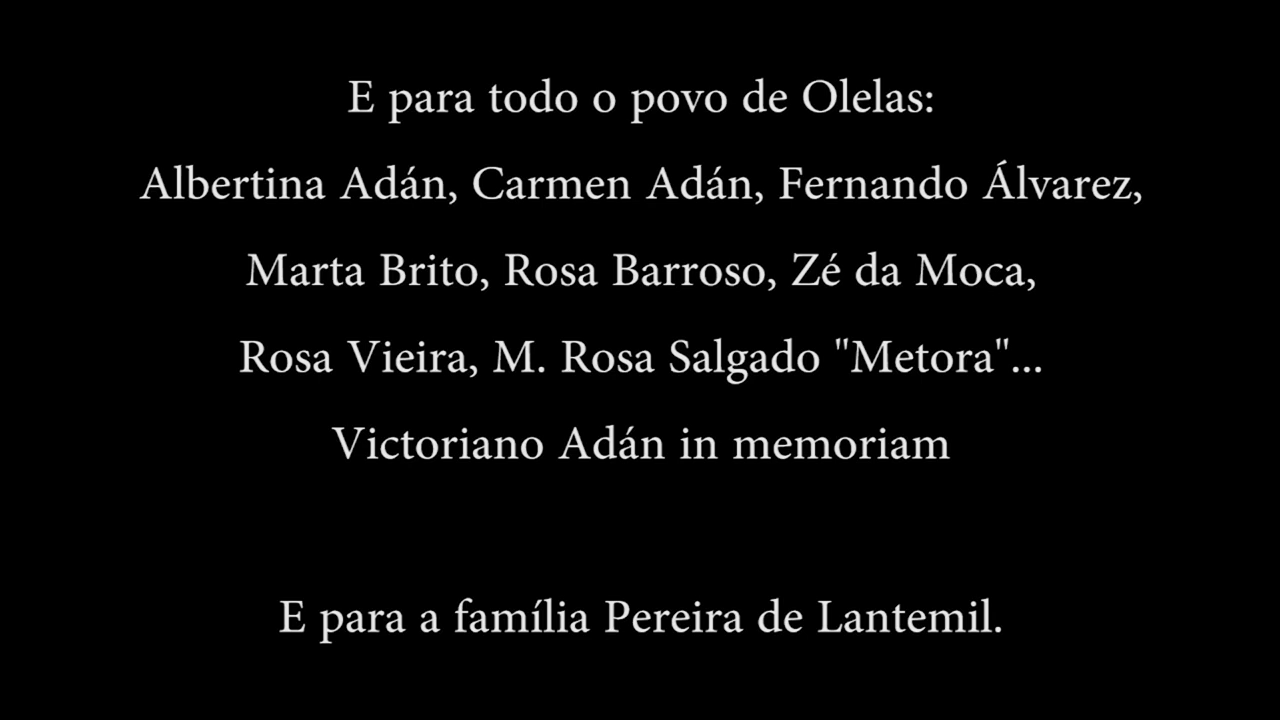 E para todo o povo de Olelas:
Albertina Adán, Carmen Adán, Fernando Álvarez,
Marta Brito, Rosa Barroso, Zé da Moca,
Rosa Vieira, M. Rosa Salgado "Metora"...
Victoriano Adán in memoriam
E para a família Pereira de Lantemil.